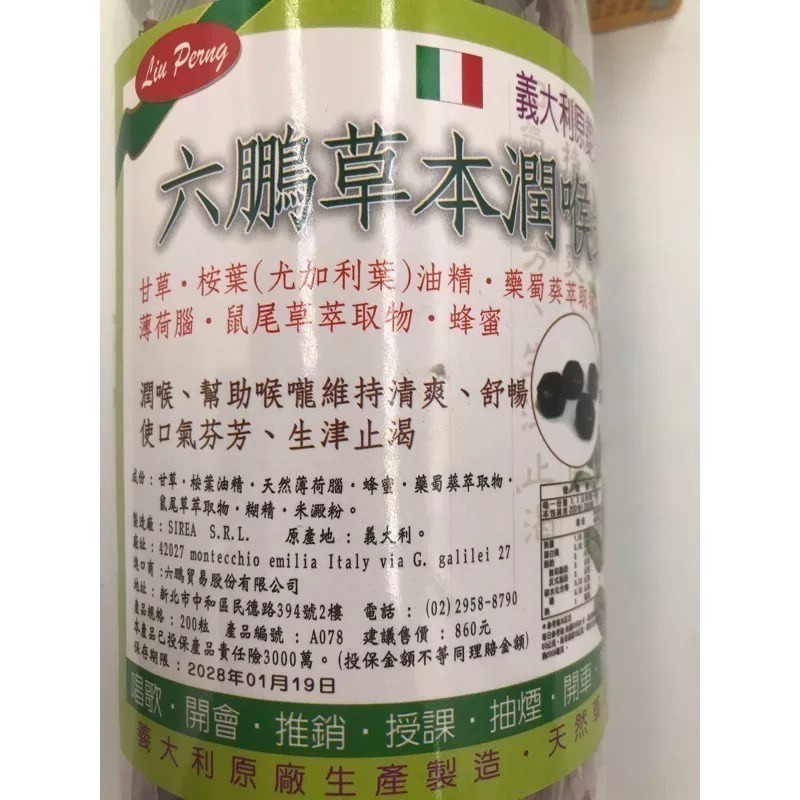 Liu Perng
義大利原
六鵬草本潤喉
甘草·桉葉(尤加利葉)油精·藥蜀葵萃取
薄荷腦·鼠尾草萃取物·蜂蜜
潤喉、幫助喉嚨維持清爽、舒暢
使口氣芬芳、生津止渴
成份:甘草·桉葉油精·天然薄荷腦·蜂蜜·藥蜀葵萃取物·
鼠尾草萃取物·糊精·米澱粉。
製造廠:SIREA S.R.L. 原產地:義大利。
廠址:42027 montecchio emilia Italy via G. galilei 27
進口商:六鵬貿易股份有限公司
地址:新北市中和區民德路394號2樓 電話:(02)2958-8790
產品規格:200粒 產品編號:A078 建議售價:860元
本產品已投保產品責任險3000萬。(投保金額不等同理賠金額)
保存期限:2028年01月19日
唱歌·開會·推銷·授課·抽煙·開車·
義大利原廠生產製造·天然草